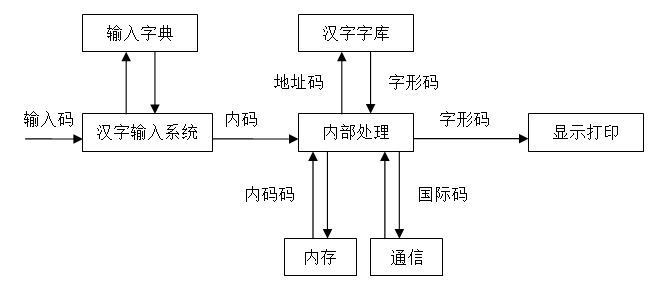 输入字典
汉字字库
地址码
字形码
输入码
汉字输入系统
内码
内部处理
字形码
显示打印
内码码
国际码
内存
通信